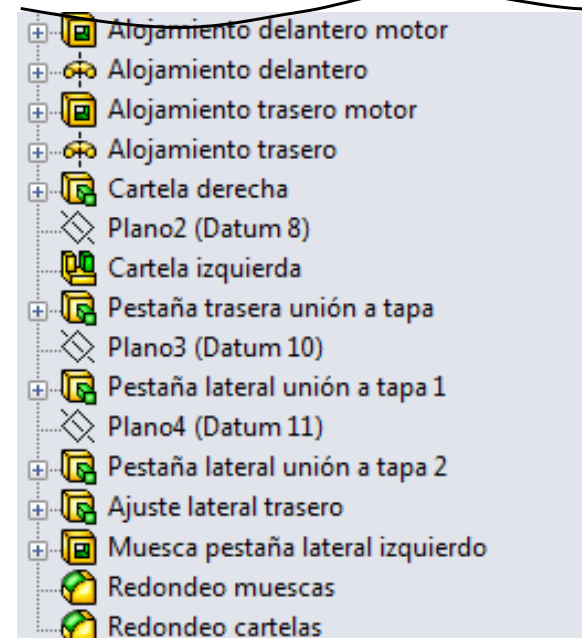 Alojamiento delantero motor
Alojamiento delantero
Alojamiento trasero motor
Alojamiento trasero
Cartela derecha
Plano2 (Datum 8)
Cartela izquierda
Pestaña trasera unión a tapa
Plano3 (Datum 10)
Pestaña lateral unión a tapa 1
Plano4 (Datum 11)
Pestaña lateral unión a tapa 2
Ajuste lateral trasero
Muesca pestaña lateral izquierdo
Redondeo muescas
Redondeo cartelas